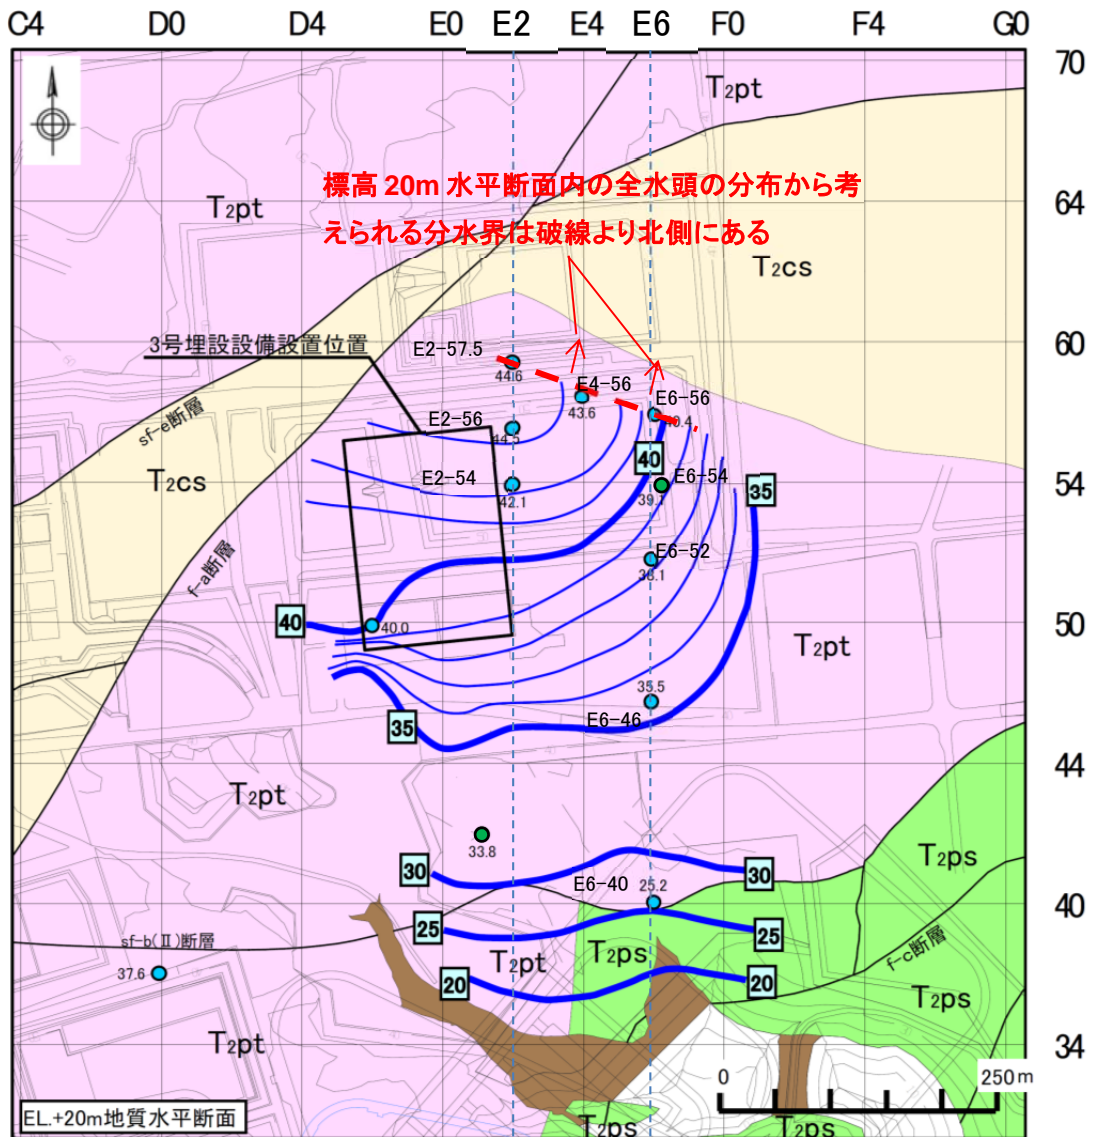 C4 D0 D4 E0 E2 E4 E6 F0 F4 G0
70
T2pt
標高 20m 水平断面内の全水頭の分布から考
えられる分水界は破線より北側にある
T2pt
64
T2cs
3号埋設設備設置位置
60
E2-57.5
44.6
E4-56
43.6
E6-56
40.4
sf-e断層
E2-56
44.5
40
T2cs
E2-54
42.1
E6-54
39.1
35
54
f-a断層
E6-52
38.1
40
40.0
50
T2pt
35.5
E6-46
35
44
T2pt
33.8
T2ps
30
E6-40
25.2
30
40
25
25
sf-b(Ⅱ)断層
T2pt
T2ps
f-c断層
37.6
20
20
T2ps
T2pt
34
0
250m
EL.+20m地質水平断面
T2ps
T2ps